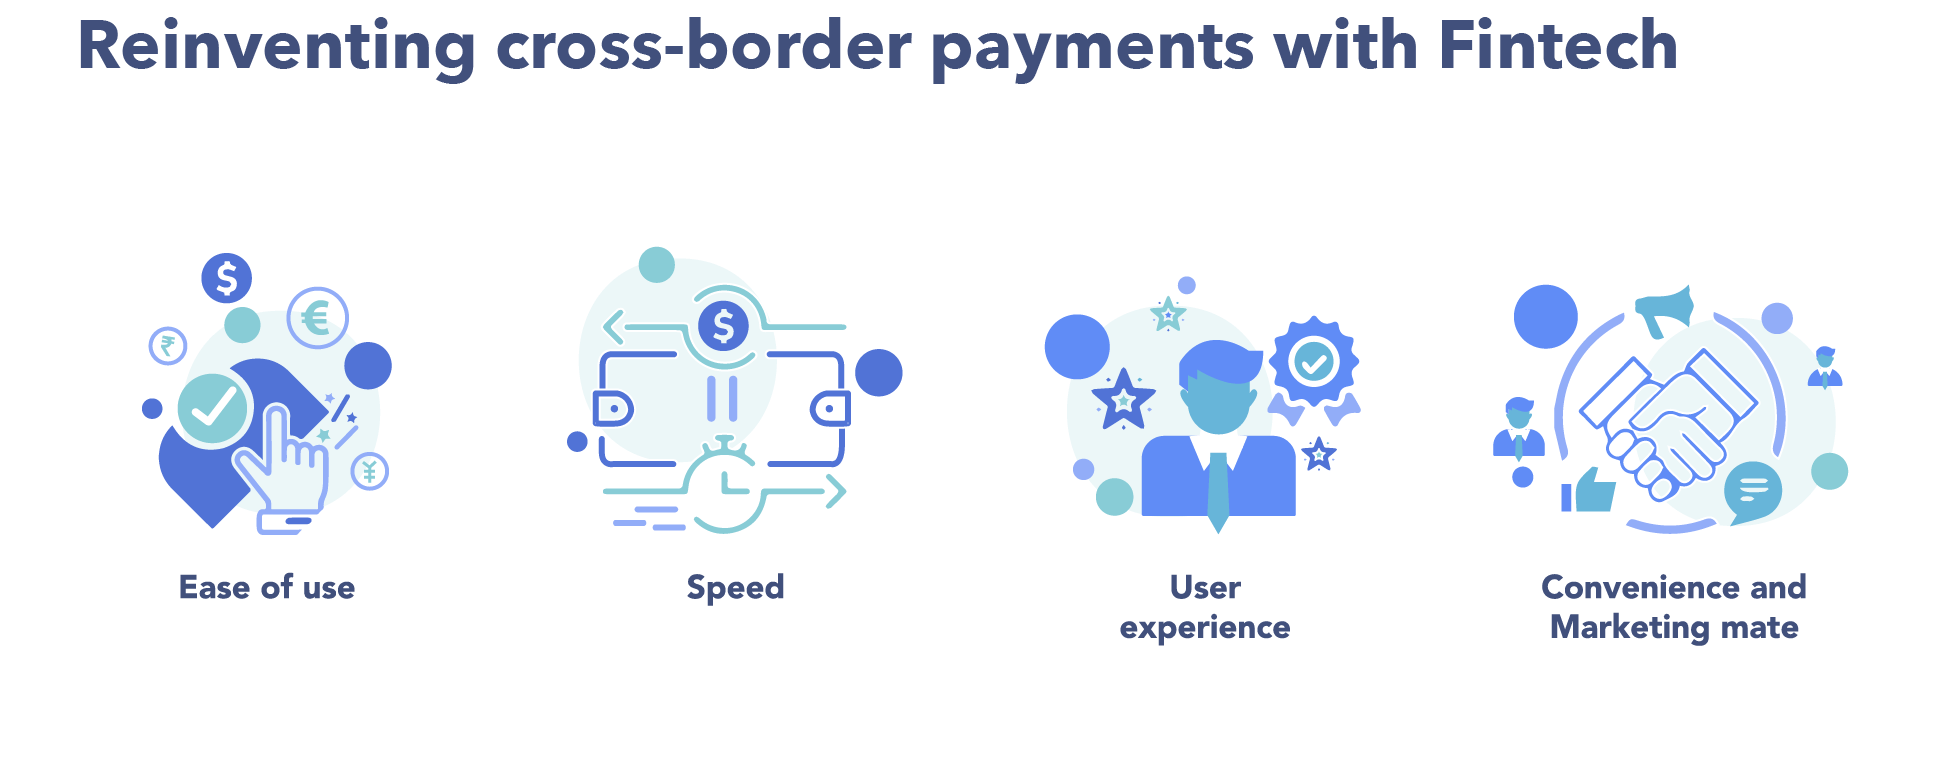 Reinventing cross-border payments with Fintech
$
€
₹
¥
$
Ease of use
Speed
User
experience
Convenience and
Marketing mate